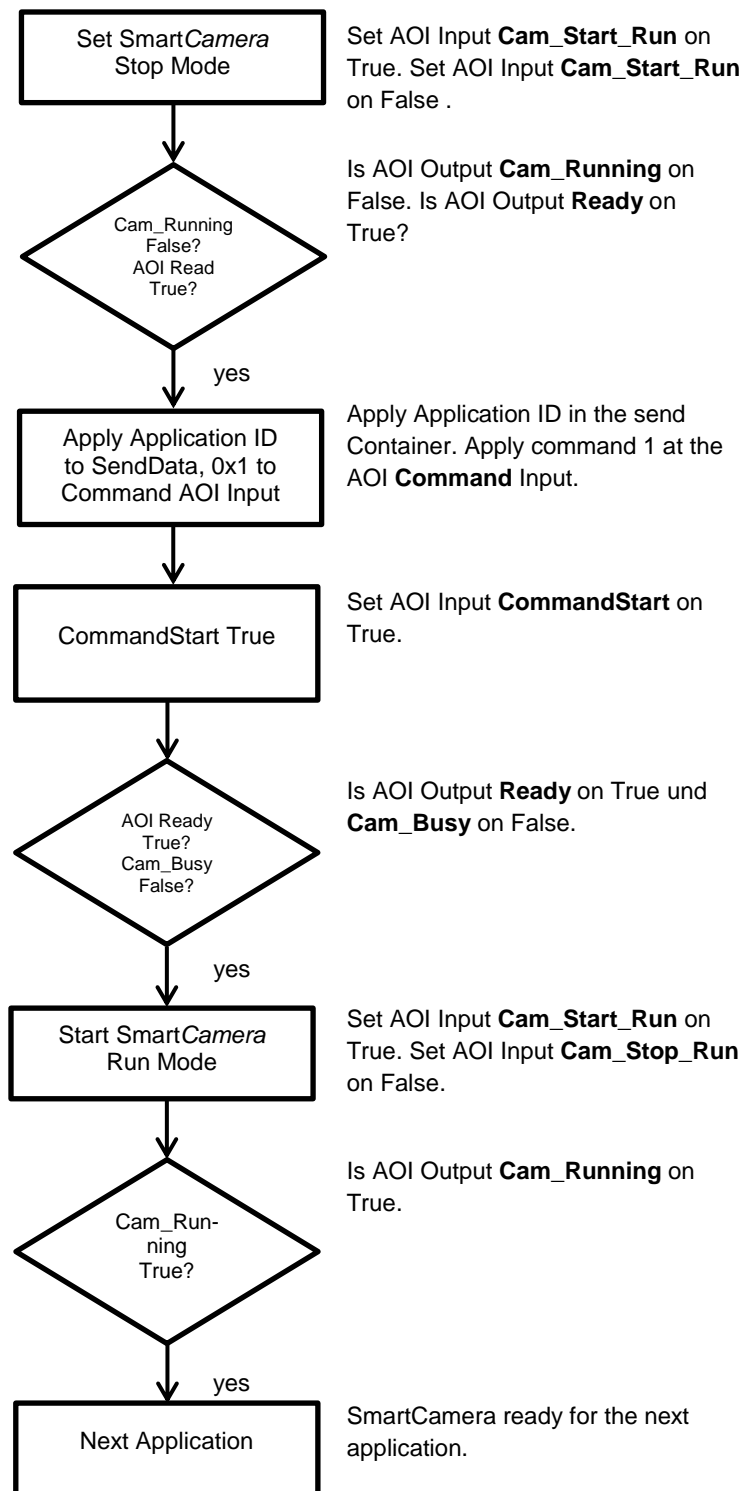 Set SmartCamera
Stop Mode
Set AOI Input Cam_Start_Run on
True. Set AOI Input Cam_Start_Run
on False .
Cam_Running
False?
AOI Read
True?
Is AOI Output Cam_Running on
False. Is AOI Output Ready on
True?
yes
Apply Application ID
to SendData, 0x1 to
Command AOI Input
Apply Application ID in the send
Container. Apply command 1 at the
AOI Command Input.
CommandStart True
Set AOI Input CommandStart on
True.
AOI Ready
True?
Cam_Busy
False?
Is AOI Output Ready on True und
Cam_Busy on False.
yes
Start SmartCamera
Run Mode
Set AOI Input Cam_Start_Run on
True. Set AOI Input Cam_Stop_Run
on False.
Cam_Run-
ning
True?
Is AOI Output Cam_Running on
True.
yes
Next Application
SmartCamera ready for the next
application.